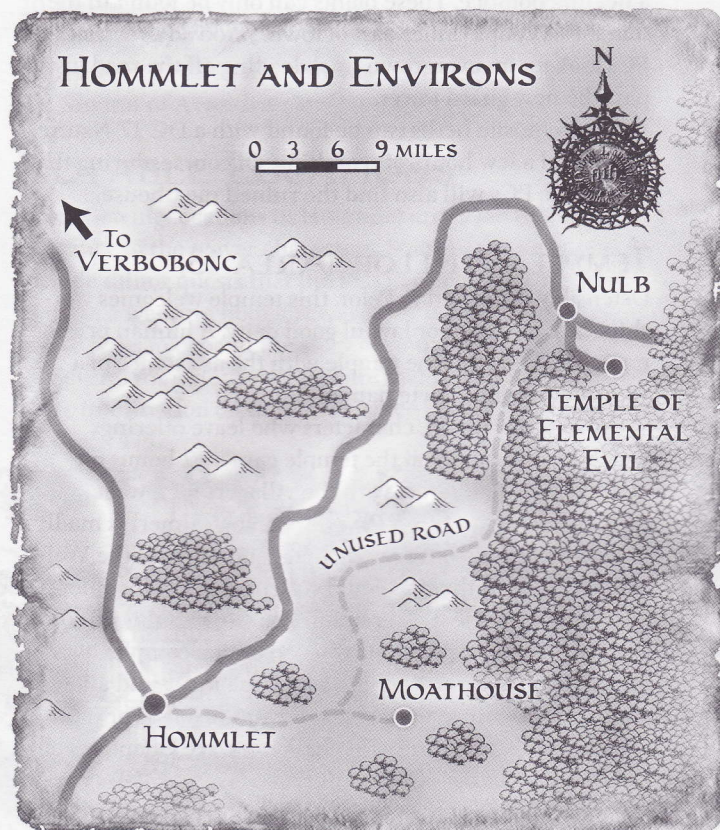 HOMMLET AND ENVIRONS
N
0 3 6 9 MILES
TO
VERBOBONC
NULB
TEMPLE OF
ELEMENTAL
EVIL
UNUSED ROAD
MOATHOUSE
HOMMLET